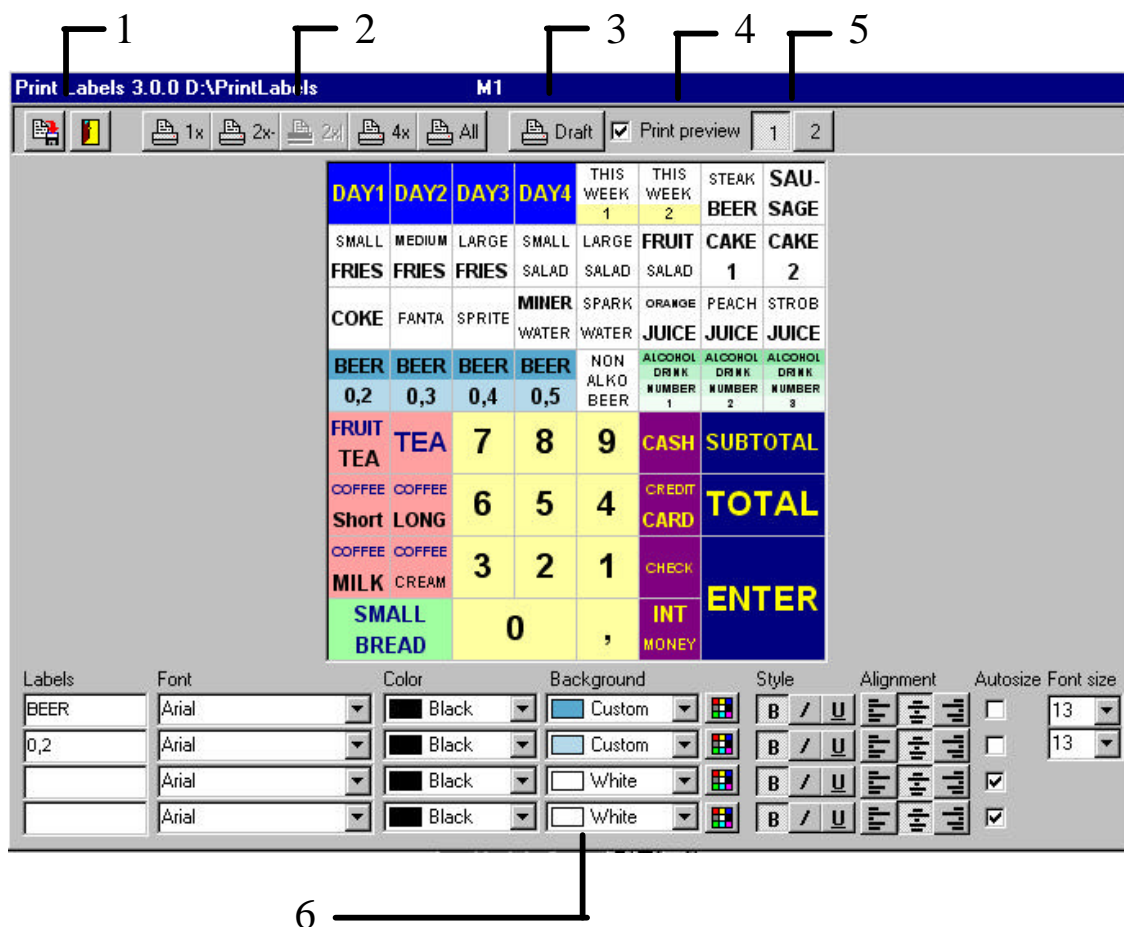 1 2 3 4 5
Print Labels 3.0.0 D:\PrintLabels M1
1x 2x- 2x| 4x All Draft Print preview 1 2
DAY1 DAY2 DAY3 DAY4 THIS WEEK 1 THIS WEEK 2 STEAK BEER SAU- SAGE
SMALL FRIES MEDIUM FRIES LARGE FRIES SMALL SALAD LARGE SALAD FRUIT SALAD CAKE 1 CAKE 2
COKE FANTA SPRITE MINER WATER SPARK WATER ORANGE JUICE PEACH JUICE STROB JUICE
BEER 0,2 BEER 0,3 BEER 0,4 BEER 0,5 NON ALKO BEER ALCOHOL DRINK NUMBER 1 ALCOHOL DRINK NUMBER 2 ALCOHOL DRINK NUMBER 3
FRUIT TEA TEA 7 8 9 CASH SUBTOTAL
COFFEE Short COFFEE LONG 6 5 4 CREDIT CARD TOTAL
COFFEE MILK COFFEE CREAM 3 2 1 CHECK ENTER
SMALL BREAD 0 , INT MONEY
Labels Font Color Background Style Alignment Autosize Font size
BEER Arial Black Custom B I U 13
0,2 Arial Black Custom B I U 13
Arial Black White B I U
Arial Black White B I U
6